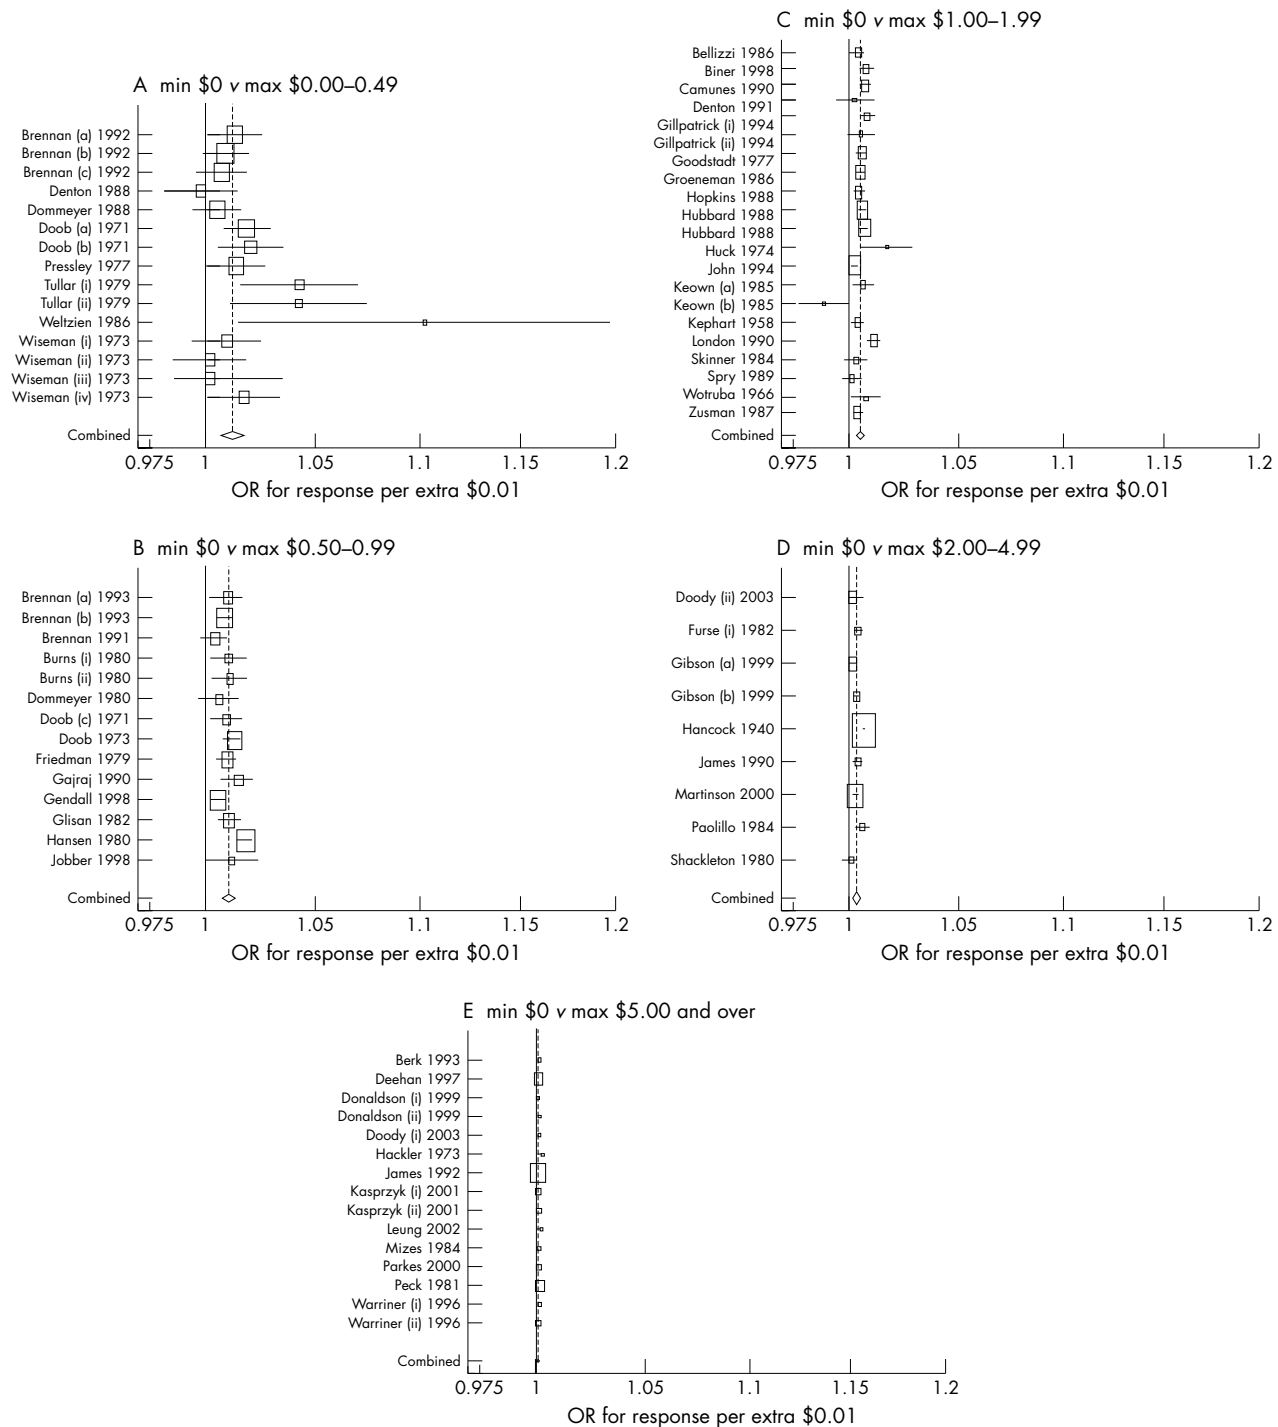 A min $0 v max $0.00–0.49
Brennan (a) 1992
Brennan (b) 1992
Brennan (c) 1992
Denton 1988
Dommeyer 1988
Doob (a) 1971
Doob (b) 1971
Pressley 1977
Tullar (i) 1979
Tullar (ii) 1979
Weltzien 1986
Wiseman (i) 1973
Wiseman (ii) 1973
Wiseman (iii) 1973
Wiseman (iv) 1973
Combined
0.975 1 1.05 1.1 1.15 1.2
OR for response per extra $0.01
C min $0 v max $1.00–1.99
Bellizzi 1986
Biner 1998
Camunes 1990
Denton 1991
Gillpatrick (i) 1994
Gillpatrick (ii) 1994
Goodstadt 1977
Groeneman 1986
Hopkins 1988
Hubbard 1988
Hubbard 1988
Huck 1974
John 1994
Keown (a) 1985
Keown (b) 1985
Kephart 1958
London 1990
Skinner 1984
Spry 1989
Wotruba 1966
Zusman 1987
Combined
0.975 1 1.05 1.1 1.15 1.2
OR for response per extra $0.01
B min $0 v max $0.50–0.99
Brennan (a) 1993
Brennan (b) 1993
Brennan 1991
Burns (i) 1980
Burns (ii) 1980
Dommeyer 1980
Doob (c) 1971
Doob 1973
Friedman 1979
Gajraj 1990
Gendall 1998
Glisan 1982
Hansen 1980
Jobber 1998
Combined
0.975 1 1.05 1.1 1.15 1.2
OR for response per extra $0.01
D min $0 v max $2.00–4.99
Doody (ii) 2003
Furse (i) 1982
Gibson (a) 1999
Gibson (b) 1999
Hancock 1940
James 1990
Martinson 2000
Paolillo 1984
Shackleton 1980
Combined
0.975 1 1.05 1.1 1.15 1.2
OR for response per extra $0.01
E min $0 v max $5.00 and over
Berk 1993
Deehan 1997
Donaldson (i) 1999
Donaldson (ii) 1999
Doody (i) 2003
Hackler 1973
James 1992
Kasprzyk (i) 2001
Kasprzyk (ii) 2001
Leung 2002
Mizes 1984
Parkes 2000
Peck 1981
Warriner (i) 1996
Warriner (ii) 1996
Combined
0.975 1 1.05 1.1 1.15 1.2
OR for response per extra $0.01